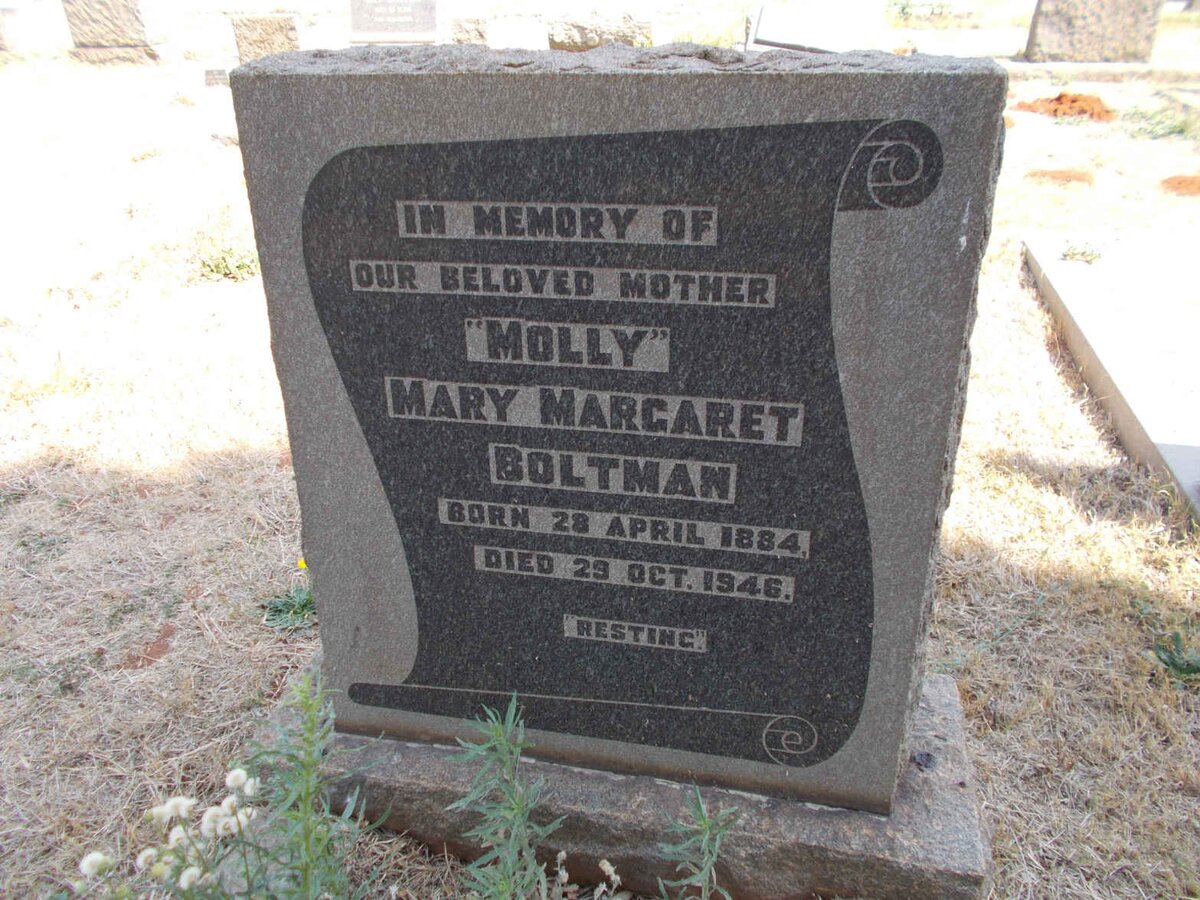 IN MEMORY OF
OUR BELOVED MOTHER
"MOLLY"
MARY MARGARET
BOLTMAN
BORN 28 APRIL 1884,
DIED 29 OCT. 1946.
"RESTING."